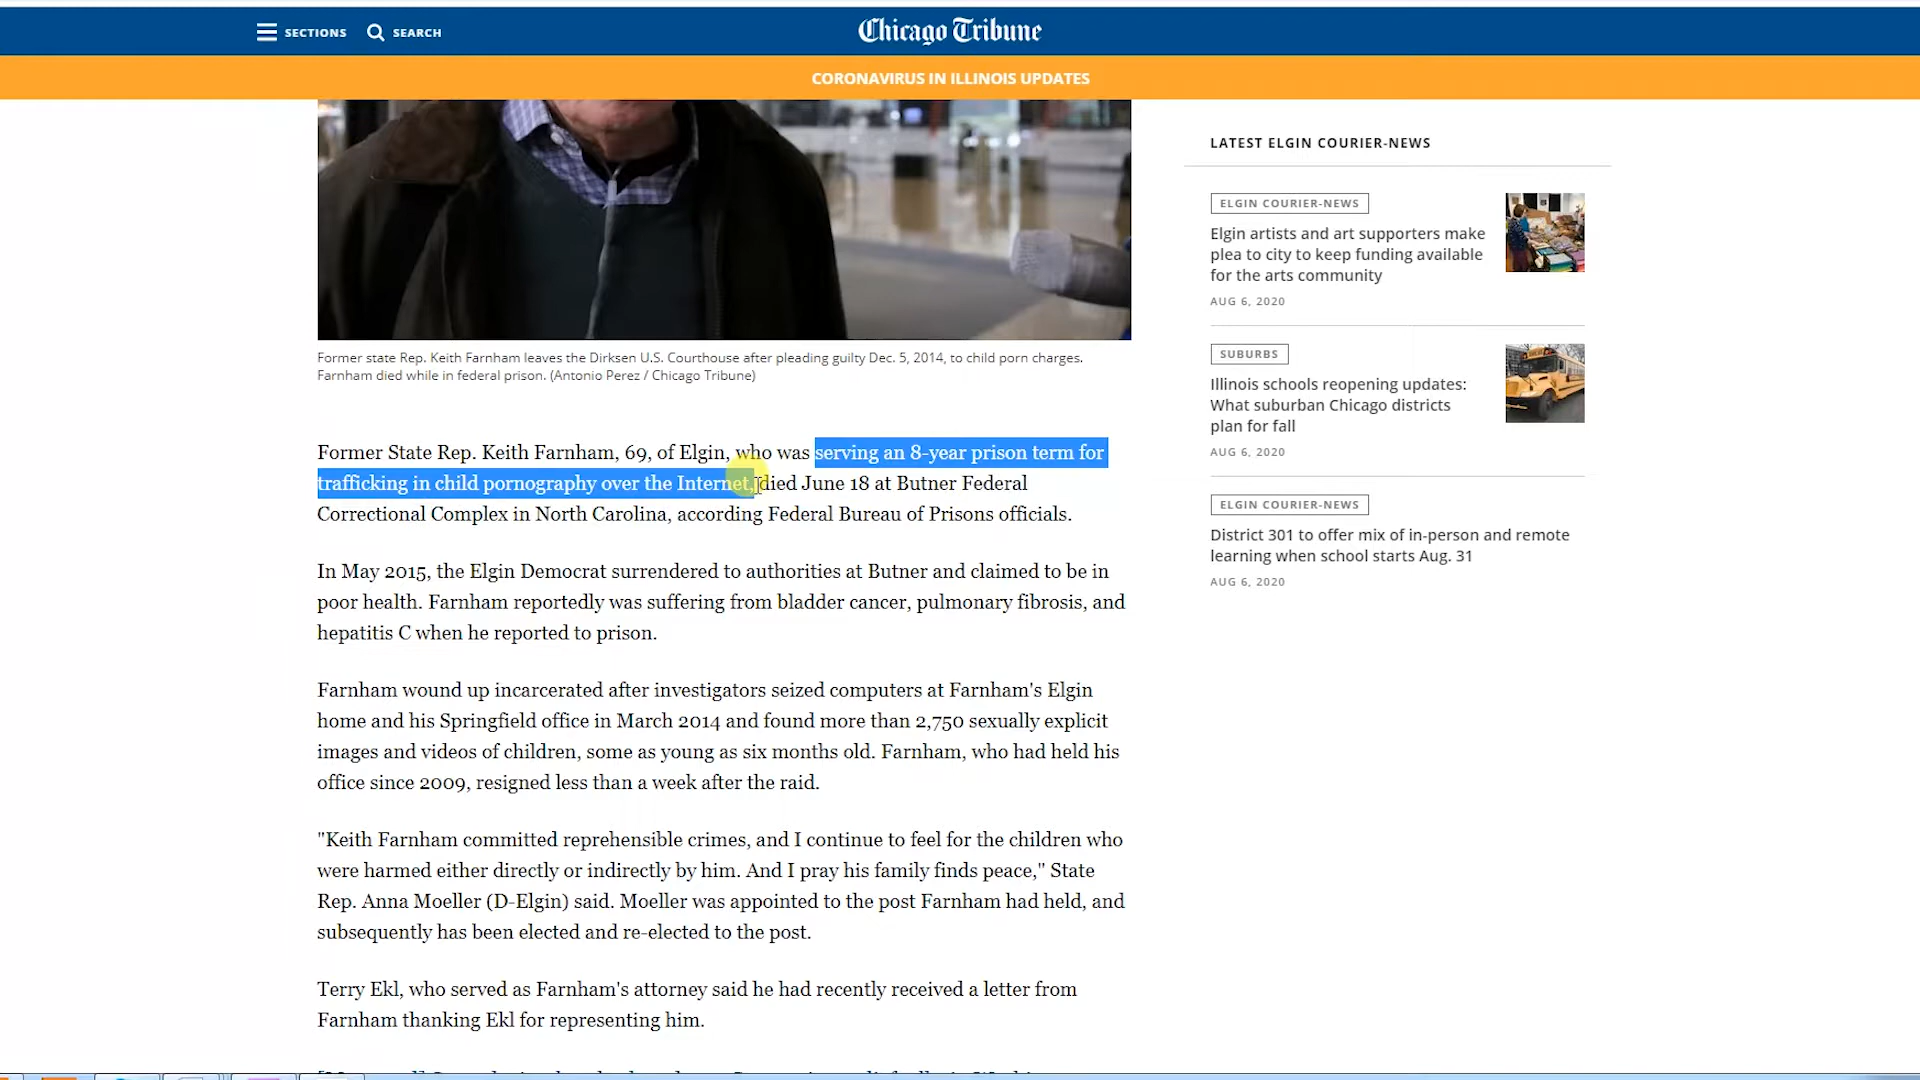 SECTIONS
SEARCH
Chicago Tribune
CORONAVIRUS IN ILLINOIS UPDATES
Former state Rep. Keith Farnham leaves the Dirksen U.S. Courthouse after pleading guilty Dec. 5, 2014, to child porn charges.
Farnham died while in federal prison. (Antonio Perez / Chicago Tribune)
Former State Rep. Keith Farnham, 69, of Elgin, who was serving an 8-year prison term for
trafficking in child pornography over the Internet, died June 18 at Butner Federal
Correctional Complex in North Carolina, according Federal Bureau of Prisons officials.
In May 2015, the Elgin Democrat surrendered to authorities at Butner and claimed to be in
poor health. Farnham reportedly was suffering from bladder cancer, pulmonary fibrosis, and
hepatitis C when he reported to prison.
Farnham wound up incarcerated after investigators seized computers at Farnham's Elgin
home and his Springfield office in March 2014 and found more than 2,750 sexually explicit
images and videos of children, some as young as six months old. Farnham, who had held his
office since 2009, resigned less than a week after the raid.
"Keith Farnham committed reprehensible crimes, and I continue to feel for the children who
were harmed either directly or indirectly by him. And I pray his family finds peace," State
Rep. Anna Moeller (D-Elgin) said. Moeller was appointed to the post Farnham had held, and
subsequently has been elected and re-elected to the post.
Terry Ekl, who served as Farnham's attorney said he had recently received a letter from
Farnham thanking Ekl for representing him.
LATEST ELGIN COURIER-NEWS
ELGIN COURIER-NEWS
Elgin artists and art supporters make
plea to city to keep funding available
for the arts community
AUG 6, 2020
SUBURBS
Illinois schools reopening updates:
What suburban Chicago districts
plan for fall
AUG 6, 2020
ELGIN COURIER-NEWS
District 301 to offer mix of in-person and remote
learning when school starts Aug. 31
AUG 6, 2020